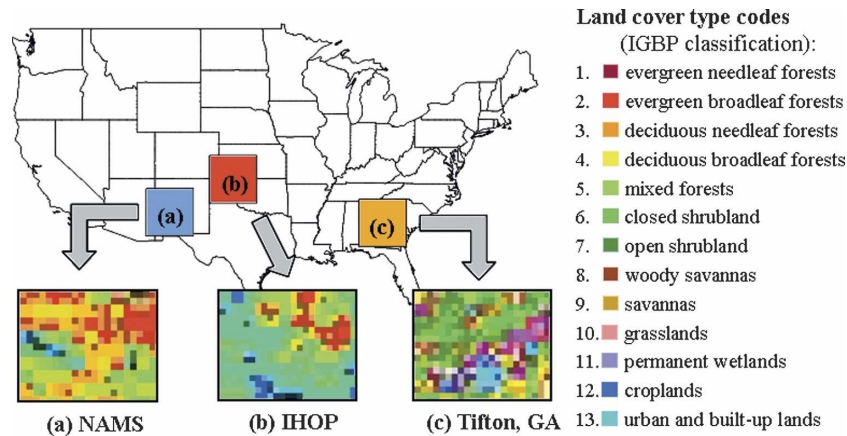 Land cover type codes
(IGBP classification):
1. evergreen needleaf forests
2. evergreen broadleaf forests
3. deciduous needleaf forests
4. deciduous broadleaf forests
5. mixed forests
6. closed shrubland
7. open shrubland
8. woody savannas
9. savannas
10. grasslands
11. permanent wetlands
12. croplands
13. urban and built-up lands
(a)
(b)
(c)
(a) NAMS
(b) IHOP
(c) Tifton, GA